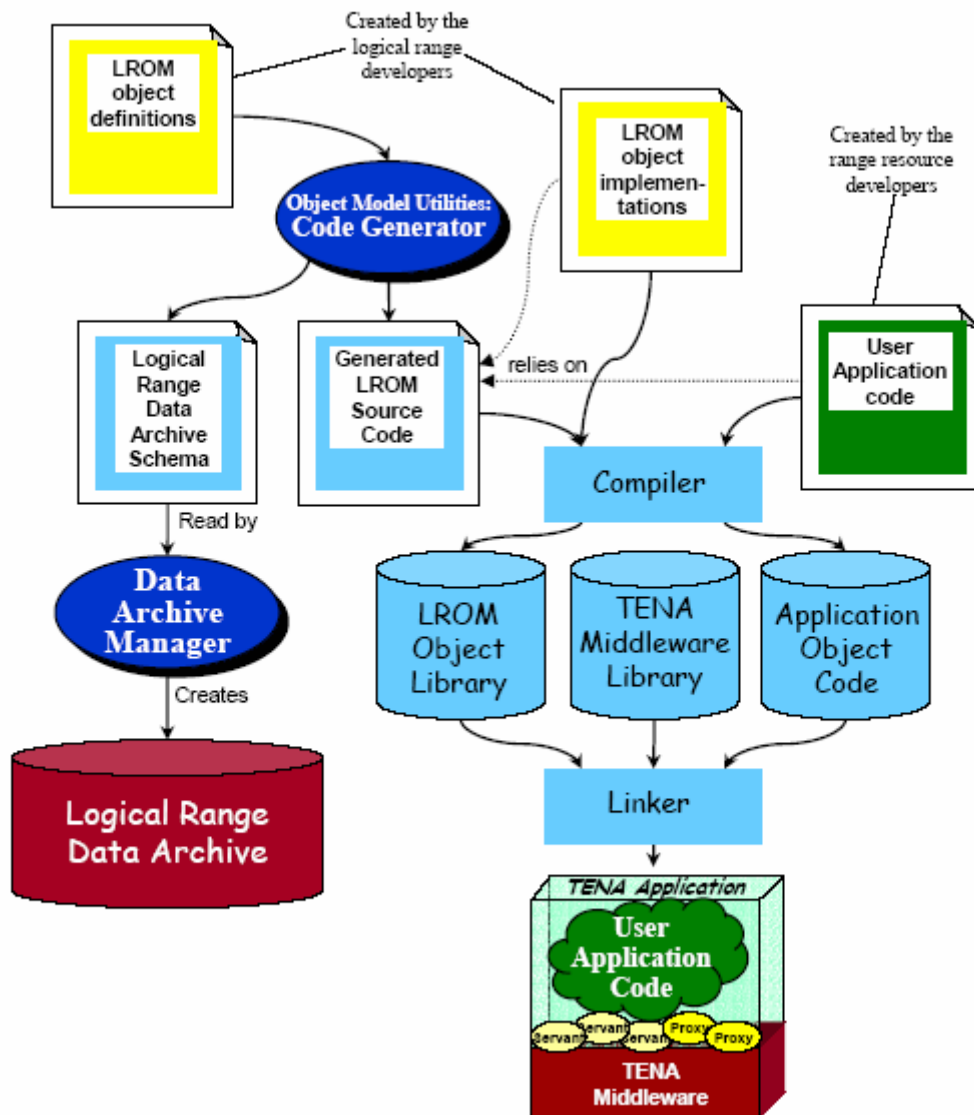 Created by the
logical range
developers
LROM
object
definitions
LROM
object
implemen-
tations
Created by the
range resource
developers
Object Model Utilities:
Code Generator
Logical
Range
Data
Archive
Schema
Generated
LROM
Source
Code
relies on
User
Application
code
Compiler
Read by
Data
Archive
Manager
LROM
Object
Library
TENA
Middleware
Library
Application
Object
Code
Creates
Logical Range
Data Archive
Linker
TENA Application
User
Application
Code
Servant
Servant
Servant
Proxy
Proxy
TENA
Middleware